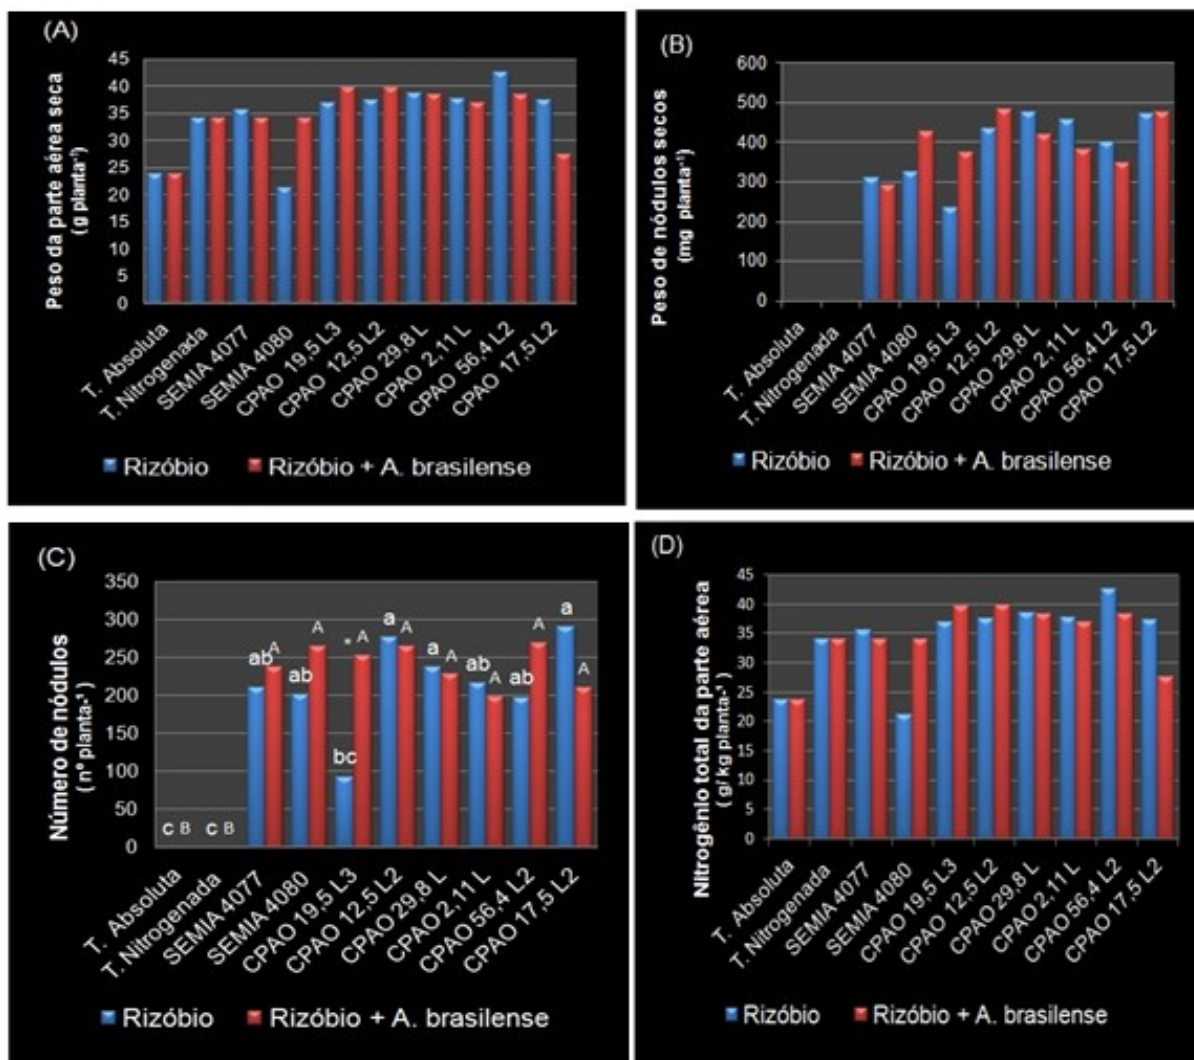 (A)
Peso da parte aérea seca
( g planta-¹)
45
40
35
30
25
20
15
10
5
0
T. Absoluta
T. Nitrogenada
SEMIA 4077
SEMIA 4080
CPAO 19,5 L3
CPAO 12,5 L2
CPAO 29,8 L
CPAO 2,11 L
CPAO 56,4 L2
CPAO 17,5 L2
Rizóbio
Rizóbio + A. brasilense
(B)
Peso de nódulos secos
(mg planta-¹)
600
500
400
300
200
100
0
T. Absoluta
T. Nitrogenada
SEMIA 4077
SEMIA 4080
CPAO 19,5 L3
CPAO 12,5 L2
CPAO 29,8 L
CPAO 2,11 L
CPAO 56,4 L2
CPAO 17,5 L2
Rizóbio
Rizóbio + A. brasilense
(C)
Número de nódulos
( nº planta-¹)
350
300
250
200
150
100
50
0
c B c B ab A ab A bc * A a A a A ab A ab A a A
T. Absoluta
T. Nitrogenada
SEMIA 4077
SEMIA 4080
CPAO 19,5 L3
CPAO 12,5 L2
CPAO 29,8 L
CPAO 2,11 L
CPAO 56,4 L2
CPAO 17,5 L2
Rizóbio
Rizóbio + A. brasilense
(D)
Nitrogênio total da parte aérea
( g/ kg planta-¹)
45
40
35
30
25
20
15
10
5
0
T. Absoluta
T. Nitrogenada
SEMIA 4077
SEMIA 4080
CPAO 19,5 L3
CPAO 12,5 L2
CPAO 29,8 L
CPAO 2,11 L
CPAO 56,4 L2
CPAO 17,5 L2
Rizóbio
Rizóbio + A. brasilense